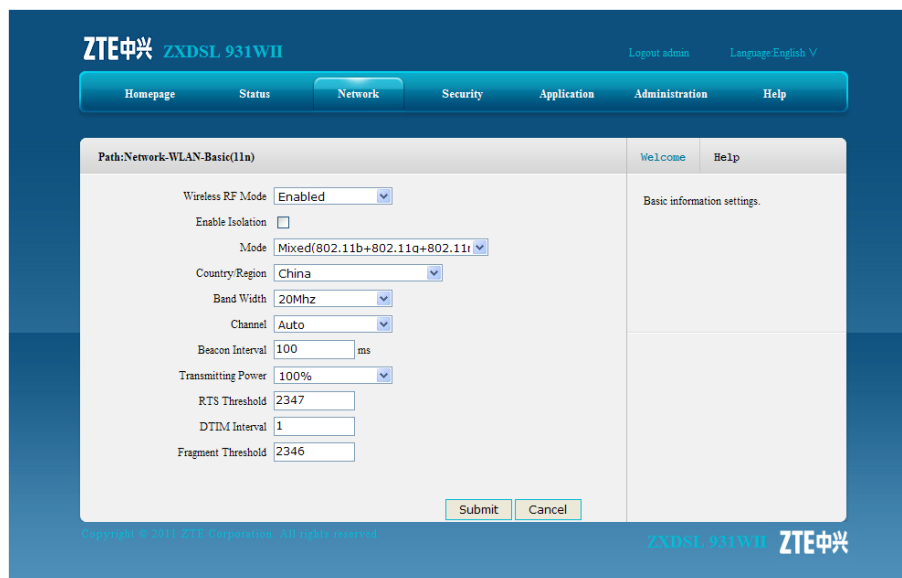 ZTE中兴 ZXDSL 931WII
Logout admin Language:English V
Homepage Status Network Security Application Administration Help
Path:Network-WLAN-Basic(11n)
Welcome Help
Wireless RF Mode Enabled
Basic information settings.
Enable Isolation
Mode Mixed(802.11b+802.11g+802.11n
Country/Region China
Band Width 20Mhz
Channel Auto
Beacon Interval 100 ms
Transmitting Power 100%
RTS Threshold 2347
DTIM Interval 1
Fragment Threshold 2346
Submit Cancel
Copyright © 2011 ZTE Corporation. All rights reserved.
ZXDSL 931WII ZTE中兴